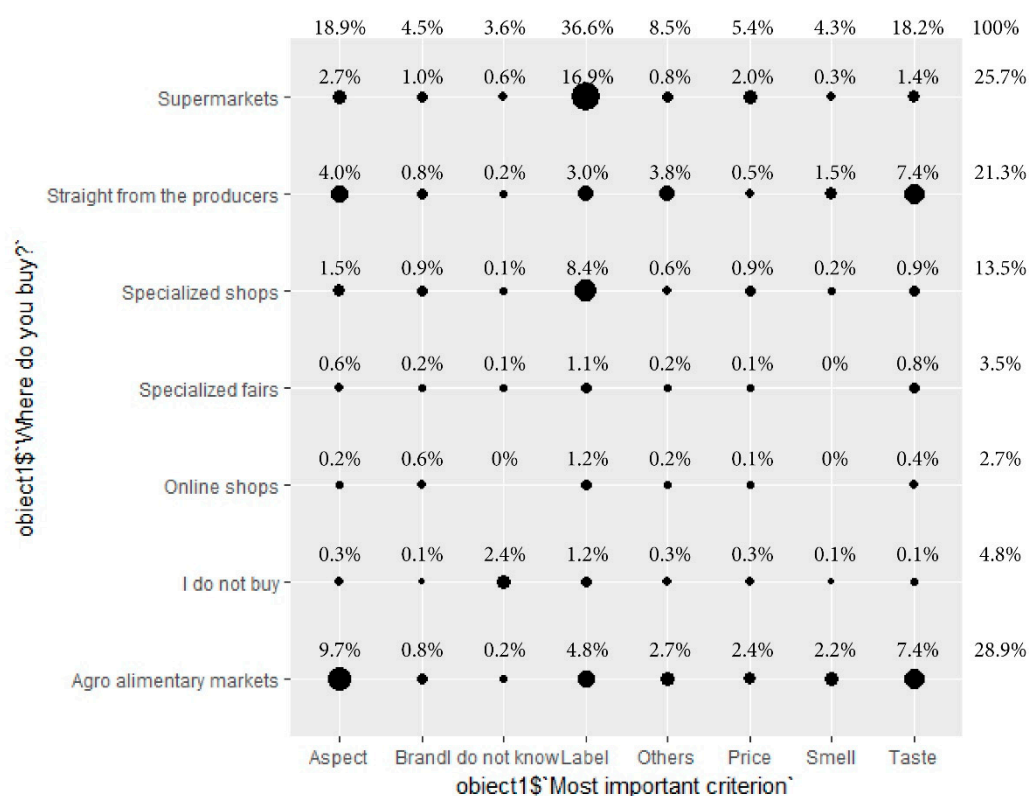 18.9% 4.5% 3.6% 36.6% 8.5% 5.4% 4.3% 18.2% 100%
2.7% 1.0% 0.6% 16.9% 0.8% 2.0% 0.3% 1.4% 25.7%
Supermarkets
4.0% 0.8% 0.2% 3.0% 3.8% 0.5% 1.5% 7.4% 21.3%
Straight from the producers
1.5% 0.9% 0.1% 8.4% 0.6% 0.9% 0.2% 0.9% 13.5%
Specialized shops
0.6% 0.2% 0.1% 1.1% 0.2% 0.1% 0% 0.8% 3.5%
Specialized fairs
0.2% 0.6% 0% 1.2% 0.2% 0.1% 0% 0.4% 2.7%
Online shops
0.3% 0.1% 2.4% 1.2% 0.3% 0.3% 0.1% 0.1% 4.8%
I do not buy
9.7% 0.8% 0.2% 4.8% 2.7% 2.4% 2.2% 7.4% 28.9%
Agro alimentary markets
Aspect Brand I do not know Label Others Price Smell Taste
obiect1$`Most important criterion`
obiect1$`Where do you buy?`